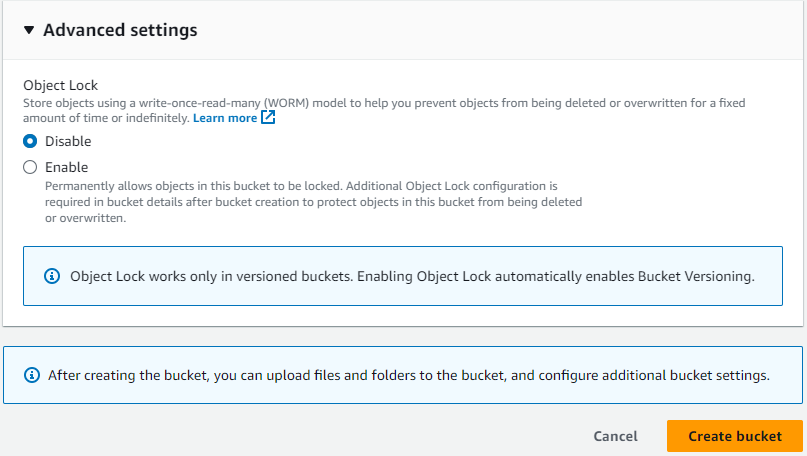 Advanced settings
Object Lock
Store objects using a write-once-read-many (WORM) model to help you prevent objects from being deleted or overwritten for a fixed
amount of time or indefinitely. Learn more
Disable
Enable
Permanently allows objects in this bucket to be locked. Additional Object Lock configuration is
required in bucket details after bucket creation to protect objects in this bucket from being deleted
or overwritten.
Object Lock works only in versioned buckets. Enabling Object Lock automatically enables Bucket Versioning.
After creating the bucket, you can upload files and folders to the bucket, and configure additional bucket settings.
Cancel Create bucket